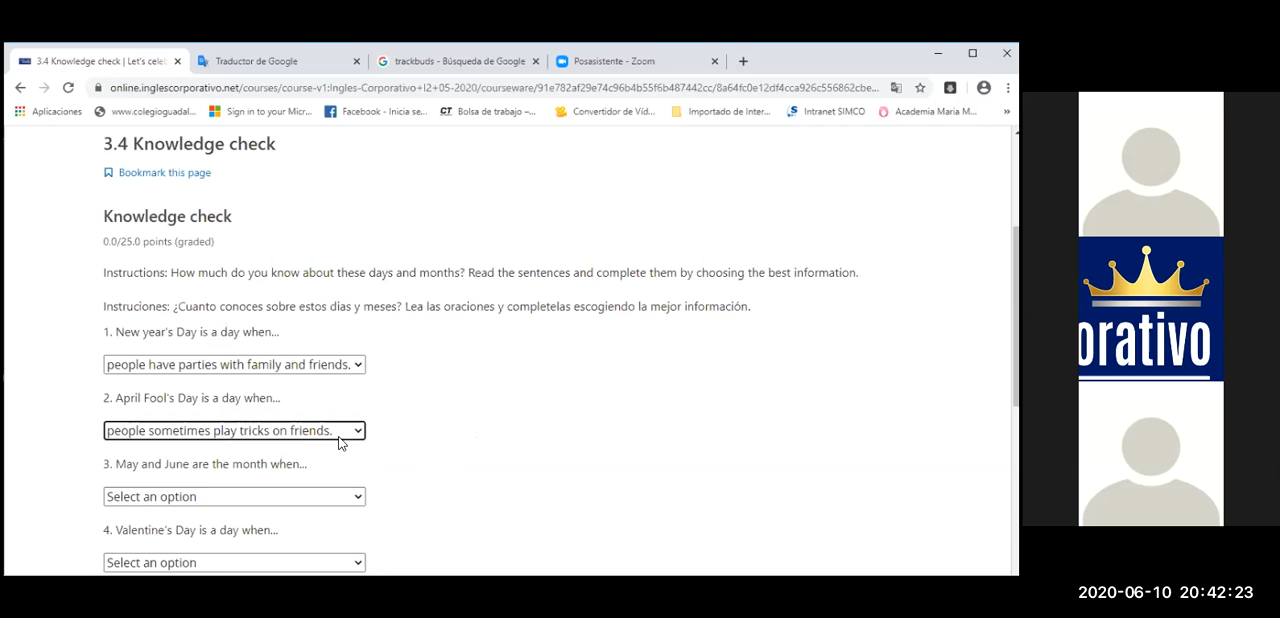 3.4 Knowledge check | Let's cele
Traductor de Google
trackbuds - Búsqueda de Google
Posasistente - Zoom
online.inglescorporativo.net/courses/course-v1:Ingles-Corporativo+I2+05-2020/courseware/91e782af29e74c96b4b55f6b487442cc/8a64fc0e12df4cca926c556862cbe...
Aplicaciones
www.colegioguadal...
Sign in to your Micr...
Facebook - Inicia se...
CT Bolsa de trabajo –...
Convertidor de Víd...
Importado de Inter...
Intranet SIMCO
Academia Maria M...
3.4 Knowledge check
Bookmark this page
Knowledge check
0.0/25.0 points (graded)
Instructions: How much do you know about these days and months? Read the sentences and complete them by choosing the best information.
Instruciones: ¿Cuanto conoces sobre estos dias y meses? Lea las oraciones y completelas escogiendo la mejor información.
1. New year's Day is a day when...
people have parties with family and friends.
2. April Fool's Day is a day when...
people sometimes play tricks on friends.
3. May and June are the month when...
Select an option
4. Valentine's Day is a day when...
Select an option
orativo
2020-06-10 20:42:23